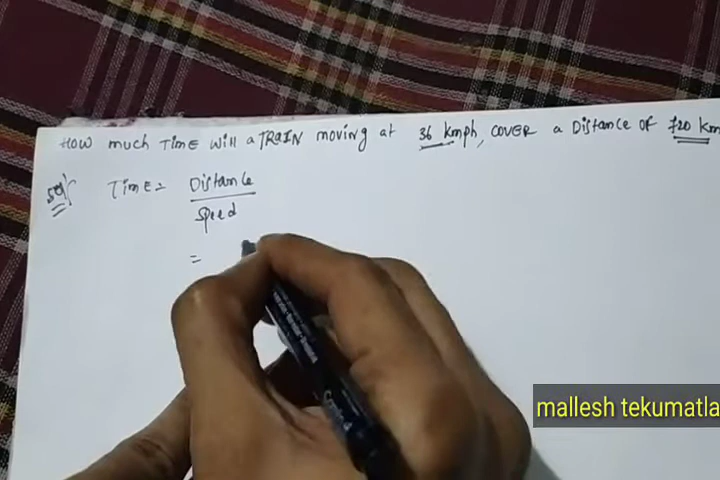 HOW much TimE will a TRAIN moving at 36 kmph, COVER a Distance OF 720 km
Sol:
Time = Distance
Speed
=
mallesh tekumatla